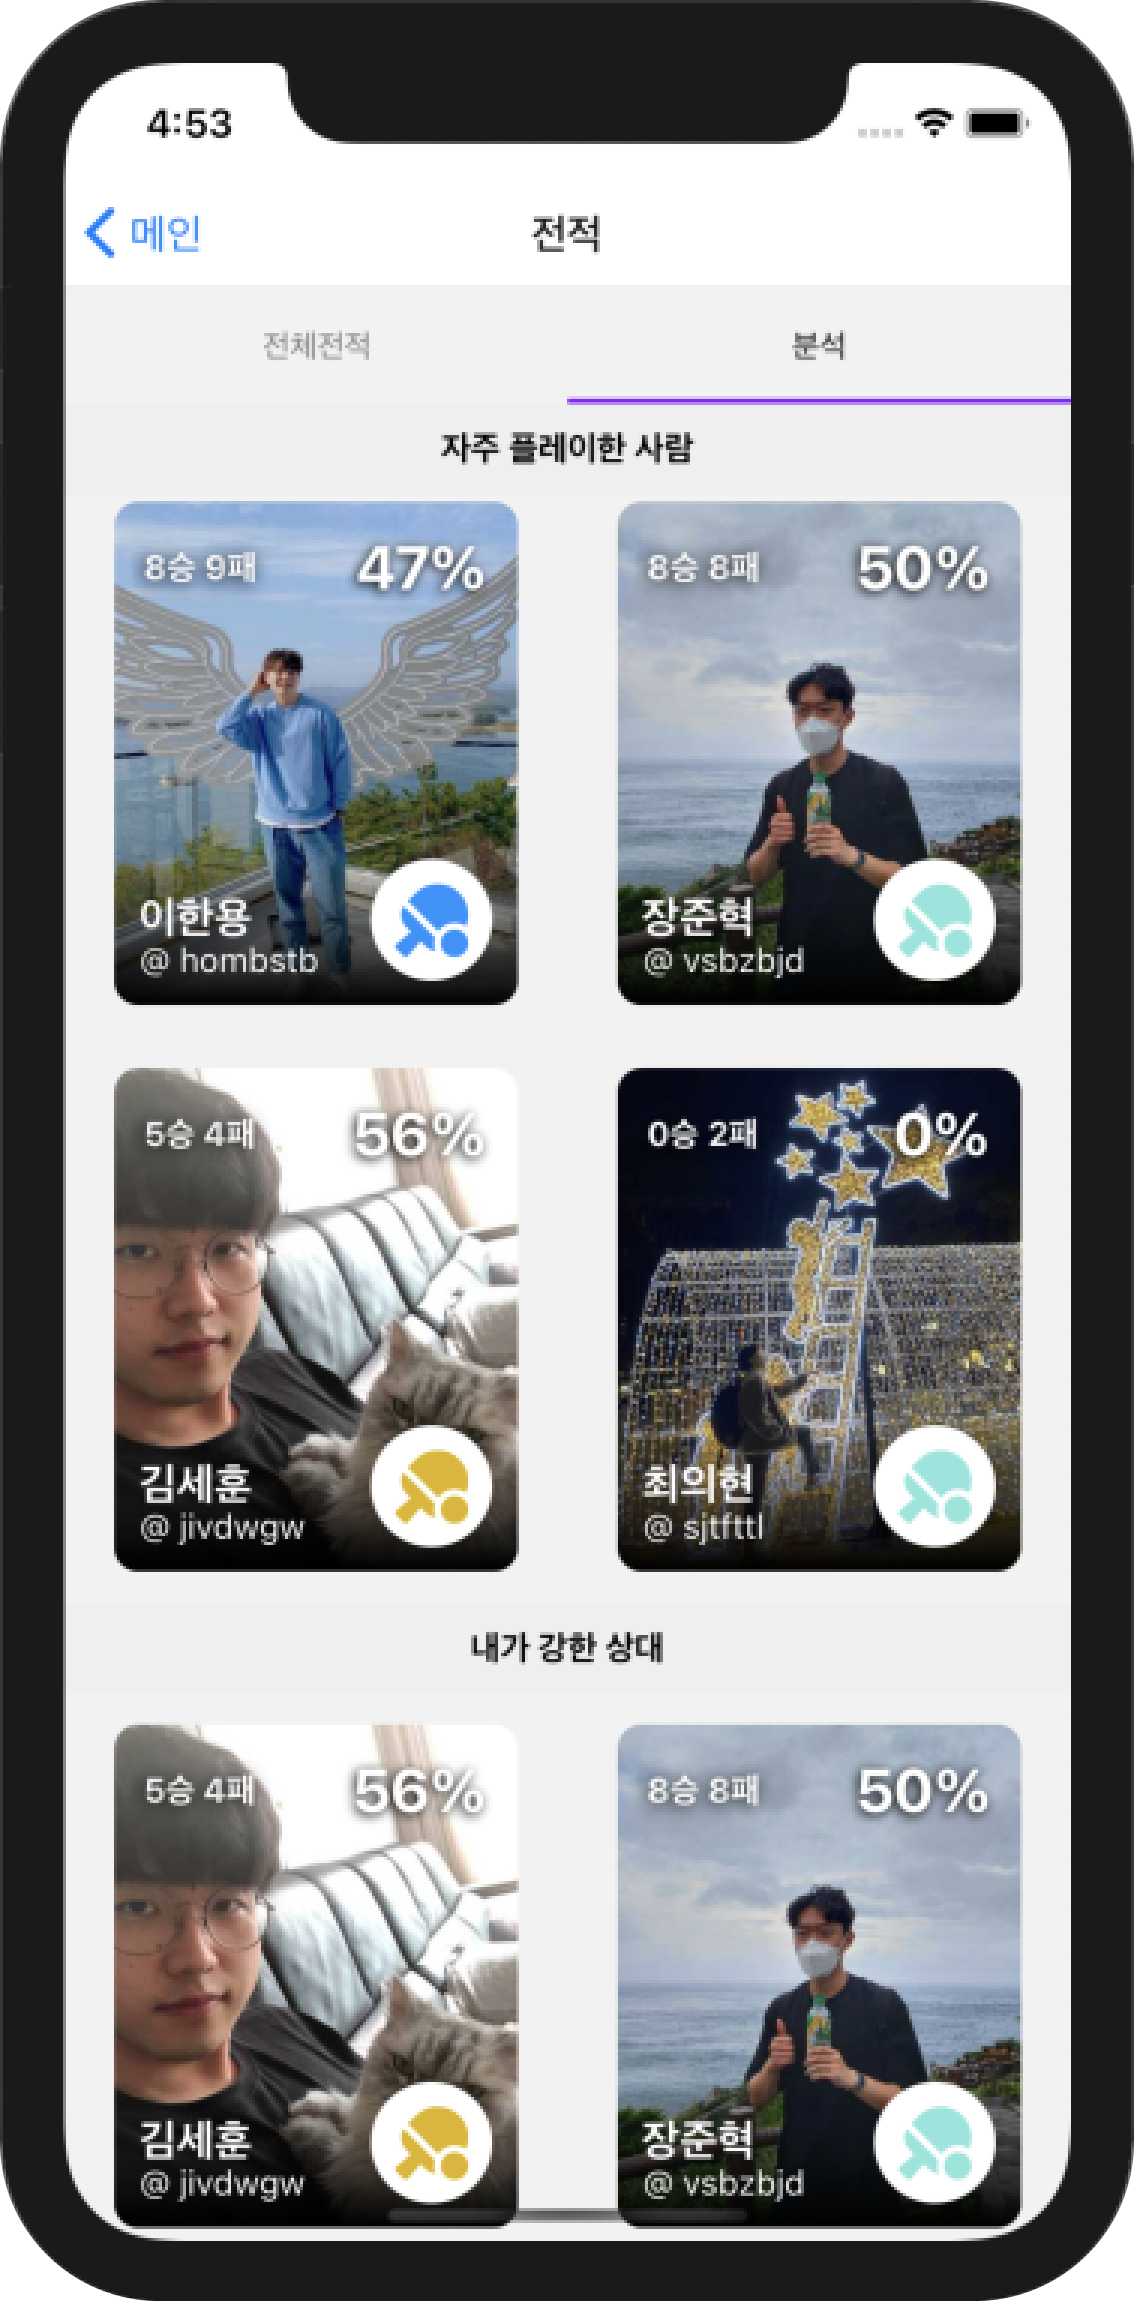 4:53
메인
전적
전체전적
분석
자주 플레이한 사람
8승 9패 47%
이한용
@ hombstb
8승 8패 50%
장준혁
@ vsbzbjd
5승 4패 56%
김세훈
@ jivdwgw
0승 2패 0%
최의현
@ sjtfttl
내가 강한 상대
5승 4패 56%
김세훈
@ jivdwgw
8승 8패 50%
장준혁
@ vsbzbjd